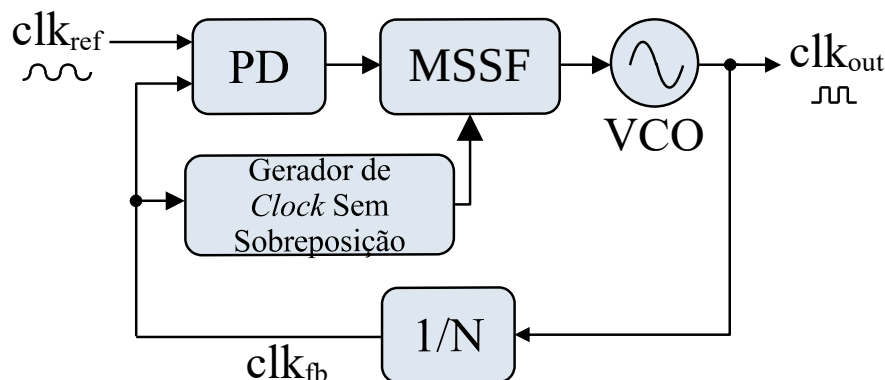 clkref
PD
MSSF
clkout
VCO
Gerador de
Clock Sem
Sobreposição
1/N
clkfb